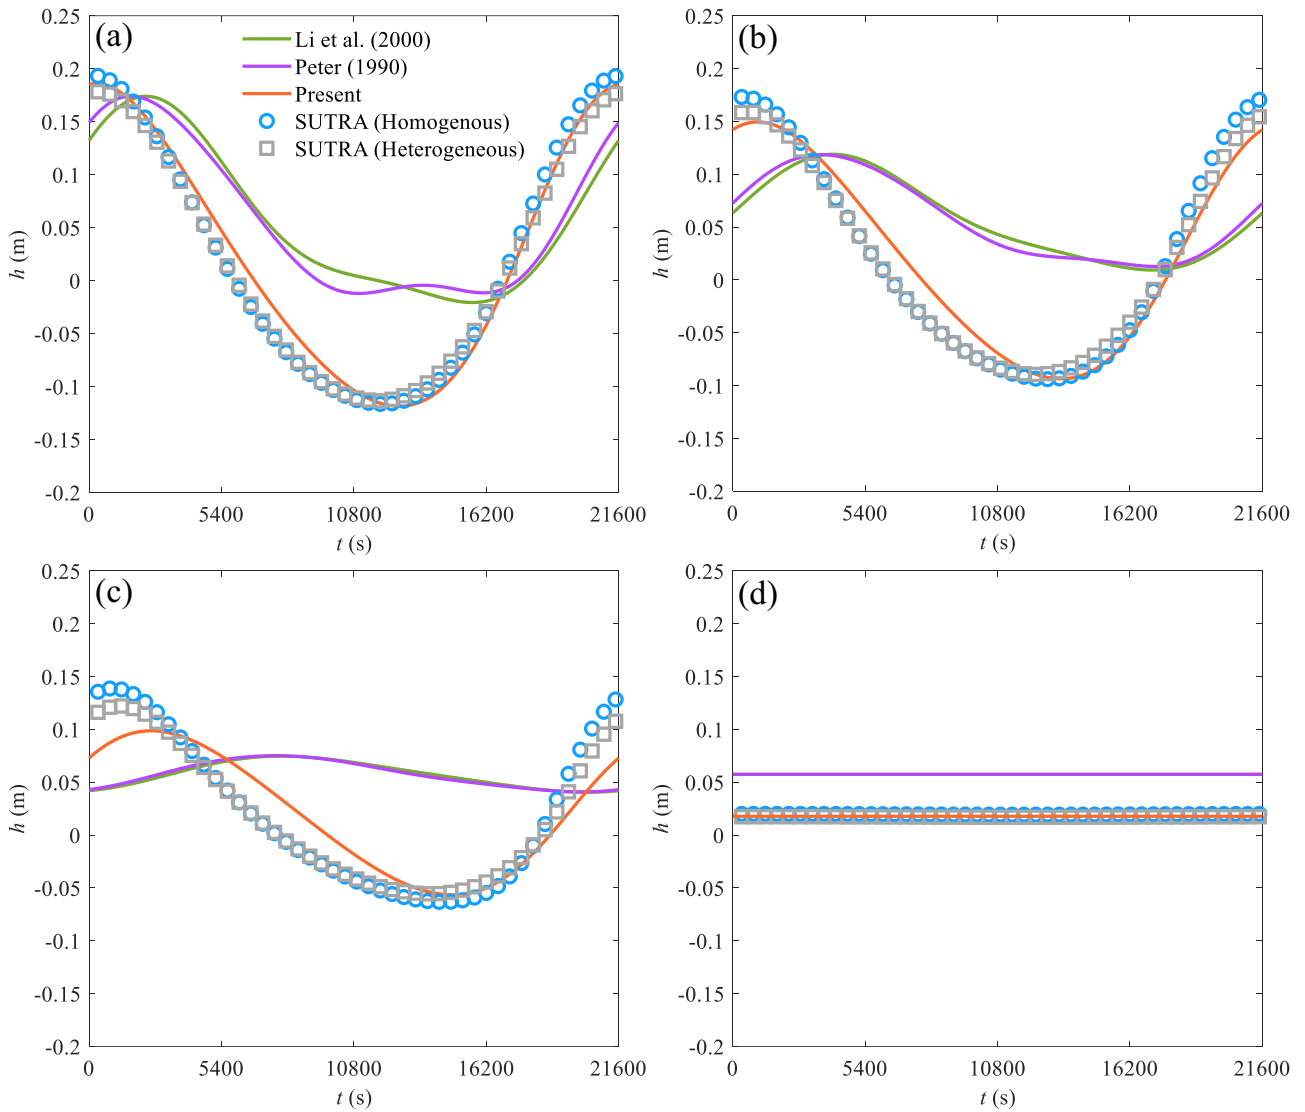 (a)
Li et al. (2000)
Peter (1990)
Present
SUTRA (Homogenous)
SUTRA (Heterogeneous)
0.25
0.2
0.15
0.1
0.05
0
-0.05
-0.1
-0.15
-0.2
h (m)
0 5400 10800 16200 21600
t (s)
(b)
0.25
0.2
0.15
0.1
0.05
0
-0.05
-0.1
-0.15
-0.2
h (m)
0 5400 10800 16200 21600
t (s)
(c)
0.25
0.2
0.15
0.1
0.05
0
-0.05
-0.1
-0.15
-0.2
h (m)
0 5400 10800 16200 21600
t (s)
(d)
0.25
0.2
0.15
0.1
0.05
0
-0.05
-0.1
-0.15
-0.2
h (m)
0 5400 10800 16200 21600
t (s)